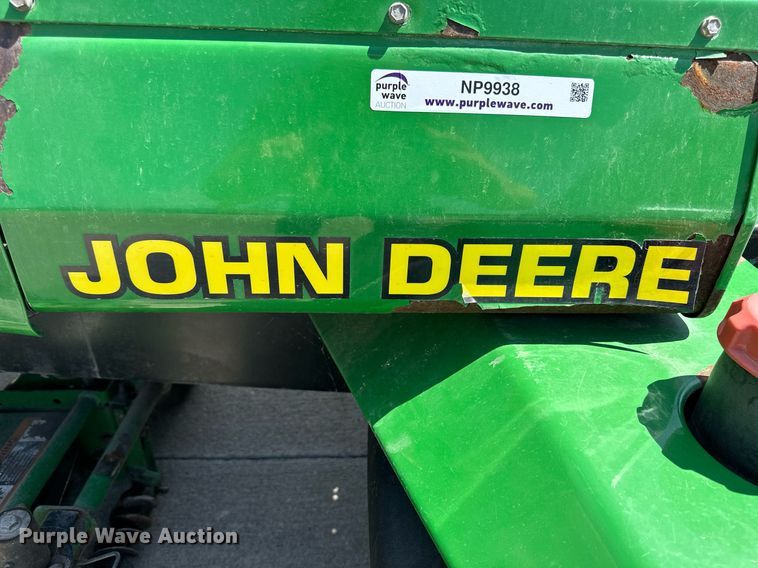 purple
wave
AUCTION
NP9938
www.purplewave.com
JOHN DEERE
Purple Wave Auction